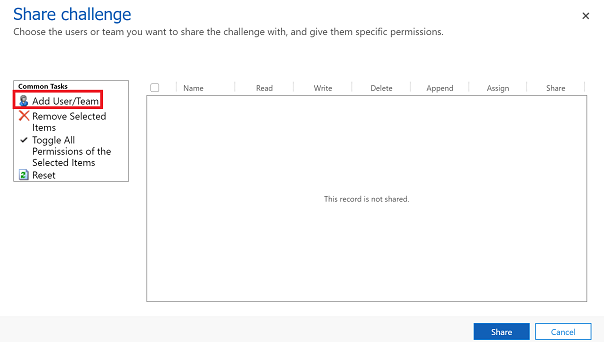 Share challenge
Choose the users or team you want to share the challenge with, and give them specific permissions.
Common Tasks
Add User/Team
Remove Selected
Items
Toggle All
Permissions of the
Selected Items
Reset
Name Read Write Delete Append Assign Share
This record is not shared.
Share Cancel